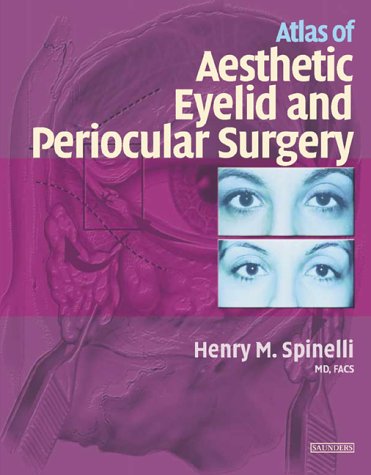 Atlas of
Aesthetic
Eyelid and
Periocular Surgery
Henry M. Spinelli
MD, FACS
SAUNDERS